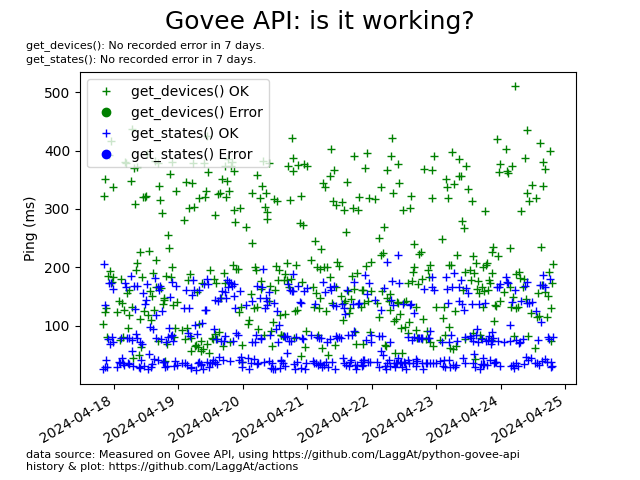 Govee API: is it working?
get_devices(): No recorded error in 7 days.
get_states(): No recorded error in 7 days.
get_devices() OK
get_devices() Error
get_states() OK
get_states() Error
Ping (ms)
500
400
300
200
100
2024-04-18
2024-04-19
2024-04-20
2024-04-21
2024-04-22
2024-04-23
2024-04-24
2024-04-25
data source: Measured on Govee API, using https://github.com/LaggAt/python-govee-api
history & plot: https://github.com/LaggAt/actions